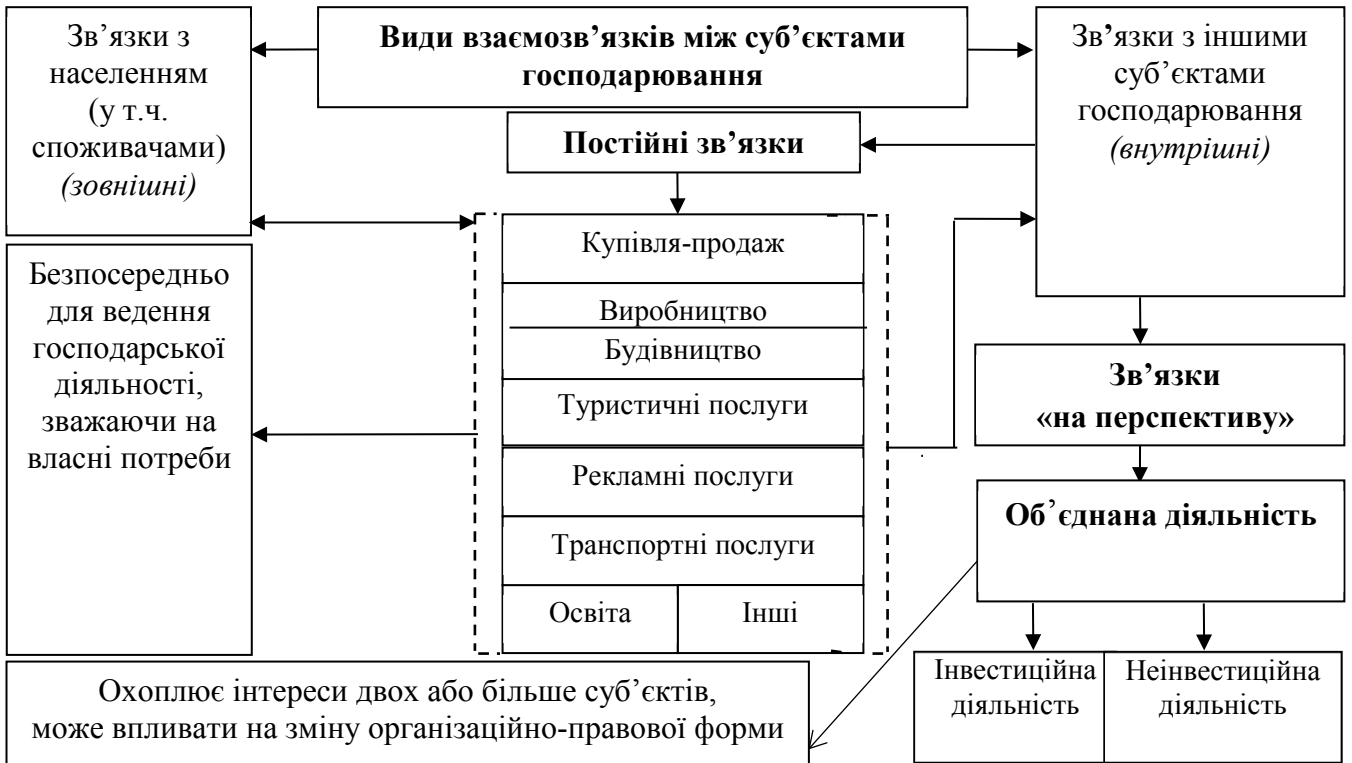 Види взаємозв’язків між суб’єктами
господарювання
Зв’язки з
населенням
(у т.ч.
споживачами)
(зовнішні)
Зв’язки з іншими
суб’єктами
господарювання
(внутрішні)
Постійні зв’язки
Купівля-продаж
Виробництво
Будівництво
Туристичні послуги
Рекламні послуги
Транспортні послуги
Освіта
Інші
Безпосередньо
для ведення
господарської
діяльності,
зважаючи на
власні потреби
Зв’язки
«на перспективу»
Об’єднана діяльність
Інвестиційна
діяльність
Неінвестиційна
діяльність
Охоплює інтереси двох або більше суб’єктів,
може впливати на зміну організаційно-правової форми